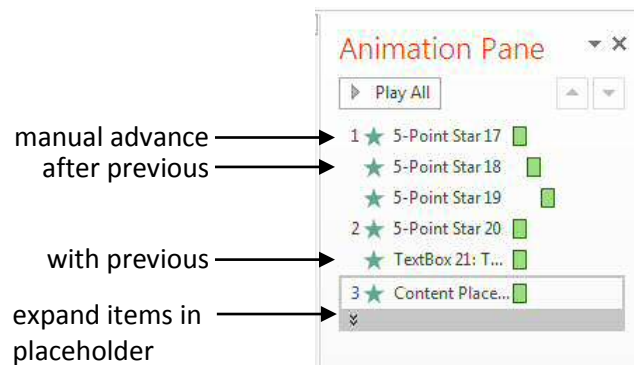 Animation Pane
Play All
manual advance
1 5-Point Star 17
after previous
5-Point Star 18
5-Point Star 19
2 5-Point Star 20
with previous
TextBox 21: T...
3 Content Place...
expand items in
placeholder